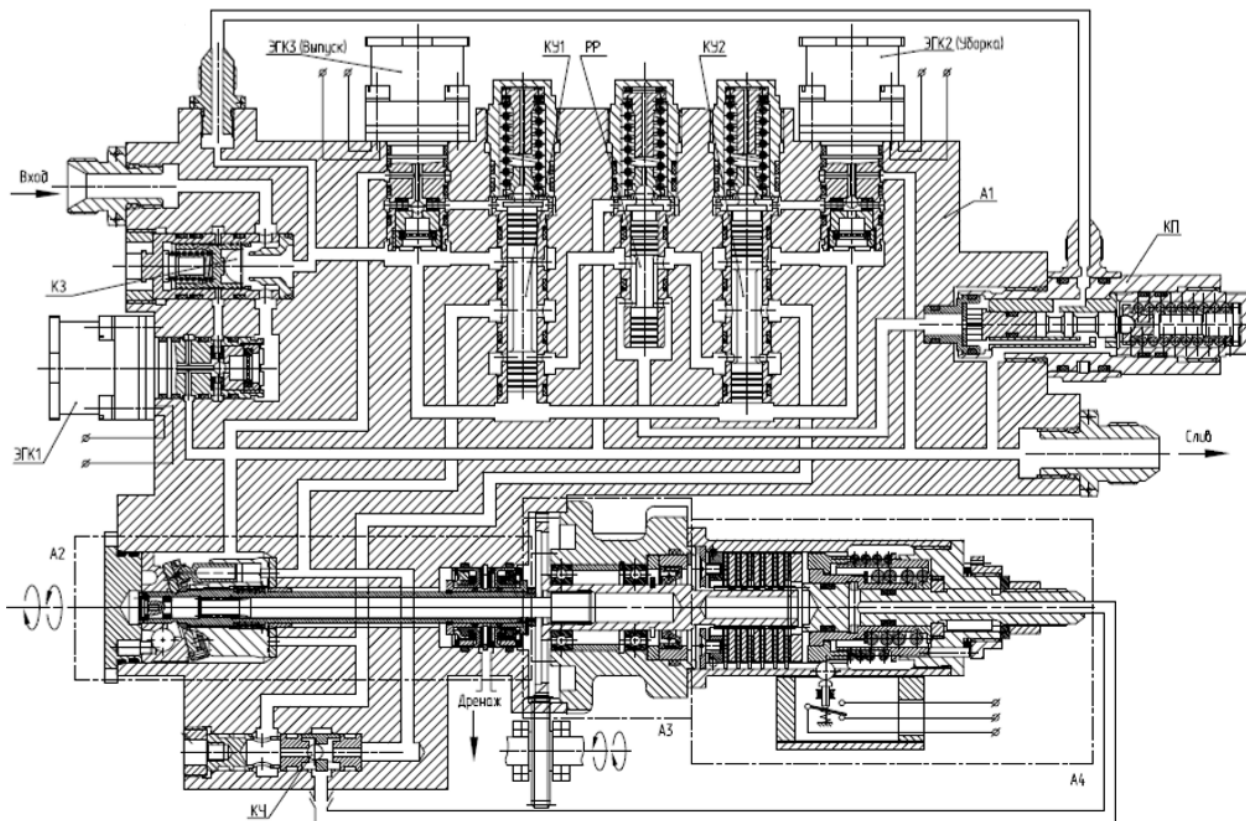 ЭГК3 (Выпуск)
КУ1
РР
КУ2
ЭГК2 (Уборка)
Вход
А1
КП
КЗ
ЭГК1
Слив
А2
Дренаж
А3
А4
КЧ